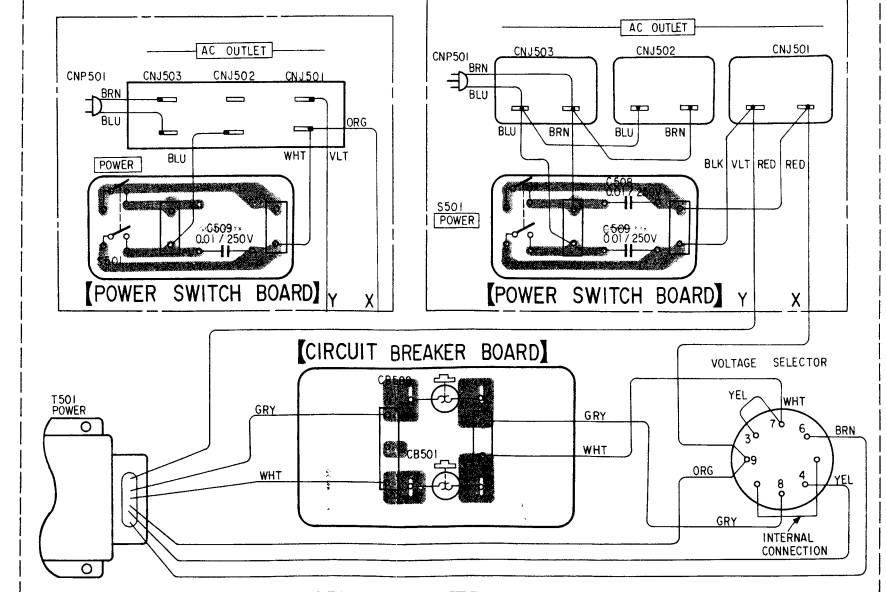 AC OUTLET
CNP501
CNJ503
CNJ502
CNJ501
BRN
BLU
ORG
BLU
WHT
VLT
POWER
C509
0.01/250V
【POWER SWITCH BOARD】
Y
X
AC OUTLET
CNP501
CNJ503
CNJ502
CNJ501
BRN
BLU
BLU
BRN
BLU
BRN
BLK
VLT
RED
RED
S501
POWER
C508
0.01/250V
C509
0.01/250V
【POWER SWITCH BOARD】
Y
X
【CIRCUIT BREAKER BOARD】
VOLTAGE SELECTOR
T501
POWER
GRY
WHT
CB501
GRY
WHT
YEL
WHT
BRN
3
7
6
9
8
4
YEL
ORG
GRY
INTERNAL
CONNECTION